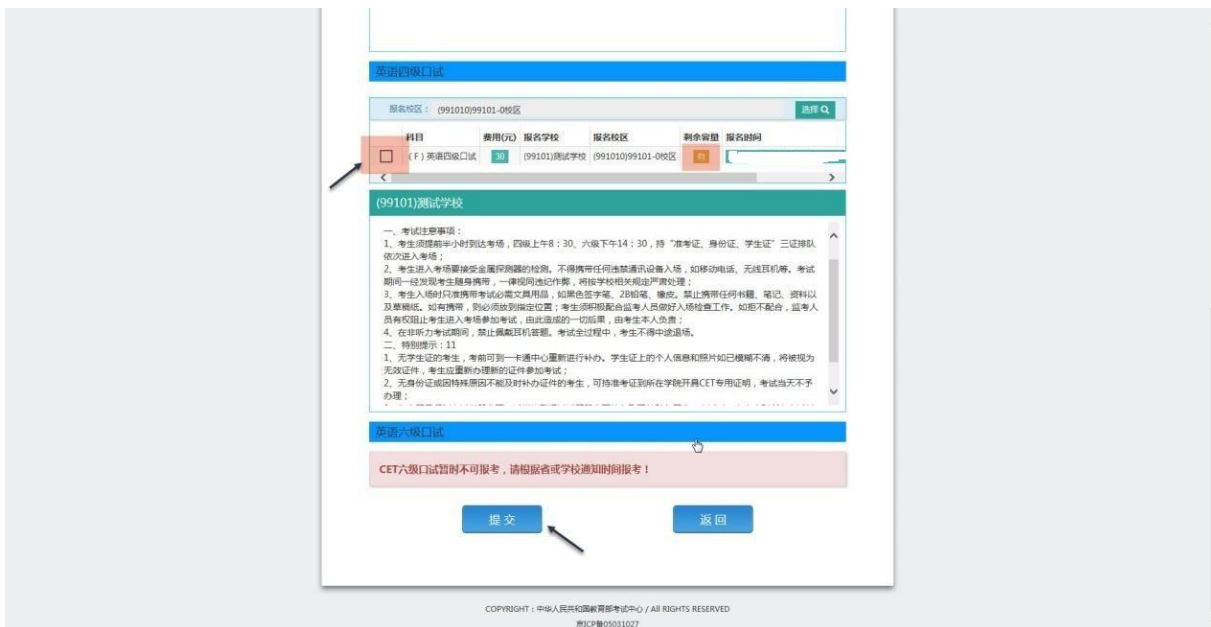 英语四级口试
报名校区： (991010)99101-0校区 选择
科目 费用(元) 报名学校 报名校区 剩余容量 报名时间
( F ) 英语四级口试 30 (99101)测试学校 (991010)99101-0校区
(99101)测试学校
一、考试注意事项：
1、考生须提前半小时到达考场，四级上午8：30、六级下午14：30，持 “准考证、身份证、学生证” 三证排队
依次进入考场；
2、考生进入考场要接受金属探测器的检测。不得携带任何违禁通讯设备入场，如移动电话、无线耳机等。考试
期间一经发现考生随身携带，一律视同违纪作弊，将按学校相关规定严肃处理；
3、考生入场时只准携带考试必需文具用品，如黑色签字笔、2B铅笔、橡皮。禁止携带任何书籍、笔记、资料以
及草稿纸。如有携带，则必须放到指定位置；考生须积极配合监考人员做好入场检查工作。如拒不配合，监考人
员有权阻止考生进入考场参加考试，由此造成的一切后果，由考生本人负责；
4、在非听力考试期间，禁止佩戴耳机答题。考试全过程中，考生不得中途退场。
二、特别提示：11
1、无学生证的考生，考前可到一卡通中心重新进行补办。学生证上的个人信息和照片如已模糊不清，将被视为
无效证件，考生应重新办理新的证件参加考试；
2、无身份证或因特殊原因不能及时补办证件的考生，可持准考证到所在学院开具CET专用证明，考试当天不予
办理；
英语六级口试
CET六级口试暂时不可报考，请根据省或学校通知时间报考！
提 交 返 回
COPYRIGHT：中华人民共和国教育部考试中心 / All RIGHTS RESERVED
京ICP备05031027